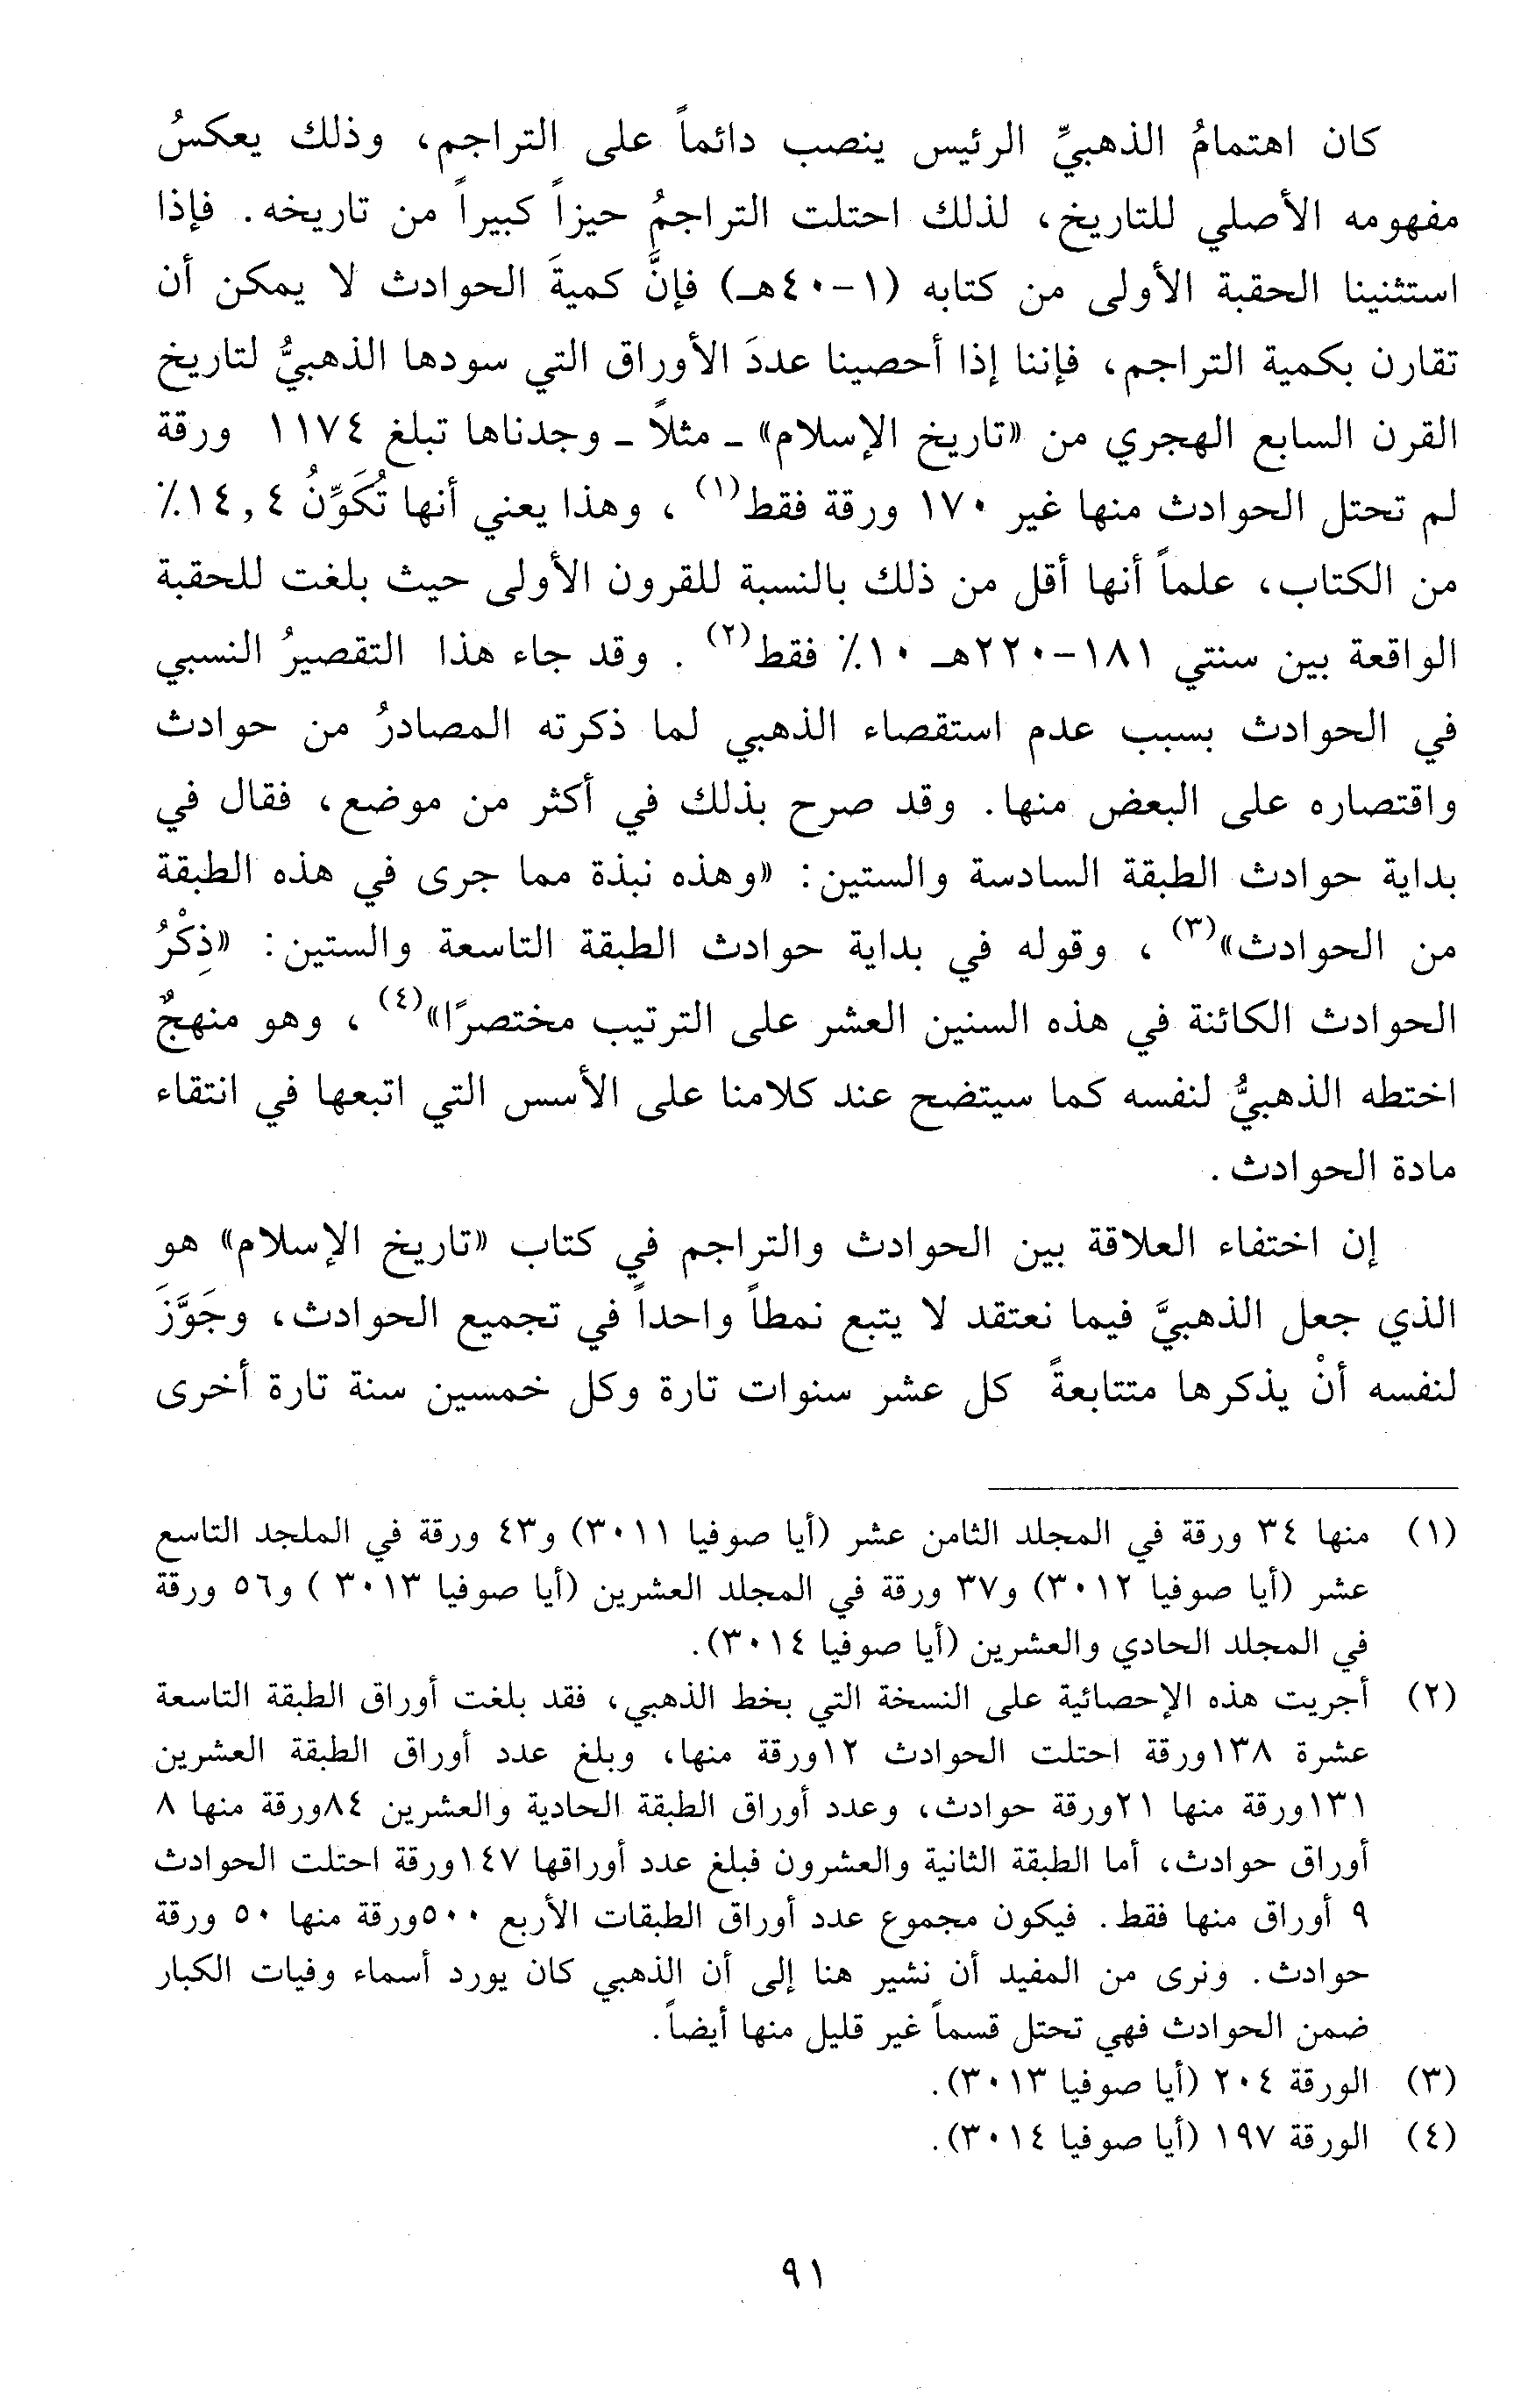 كان اهتمامُ الذهبيِّ الرئيس ينصب دائماً على التراجم، وذلك يعكسُ
مفهومه الأصلي للتاريخ، لذلك احتلت التراجمُ حيزاً كبيراً من تاريخه. فإذا
استثنينا الحقبة الأولى من كتابه (١-٤٠هـ) فإنَّ كميةَ الحوادث لا يمكن أن
تقارن بكمية التراجم، فإننا إذا أحصينا عددَ الأوراق التي سودها الذهبيُّ لتاريخ
القرن السابع الهجري من «تاريخ الإسلام» ـ مثلاً ـ وجدناها تبلغ ١١٧٤ ورقة
لم تحتل الحوادث منها غير ١٧٠ ورقة فقط(١)، وهذا يعني أنها تُكَوِّنُ ١٤,٤٪
من الكتاب، علماً أنها أقل من ذلك بالنسبة للقرون الأولى حيث بلغت للحقبة
الواقعة بين سنتي ١٨١-٢٢٠هـ ١٠٪ فقط(٢). وقد جاء هذا التقصيرُ النسبي
في الحوادث بسبب عدم استقصاء الذهبي لما ذكرته المصادرُ من حوادث
واقتصاره على البعض منها. وقد صرح بذلك في أكثر من موضع، فقال في
بداية حوادث الطبقة السادسة والستين: «وهذه نبذة مما جرى في هذه الطبقة
من الحوادث»(٣)، وقوله في بداية حوادث الطبقة التاسعة والستين: «ذِكْرُ
الحوادث الكائنة في هذه السنين العشر على الترتيب مختصرًا»(٤)، وهو منهجٌ
اختطه الذهبيُّ لنفسه كما سيتضح عند كلامنا على الأسس التي اتبعها في انتقاء
مادة الحوادث.
إن اختفاء العلاقة بين الحوادث والتراجم في كتاب «تاريخ الإسلام» هو
الذي جعل الذهبيَّ فيما نعتقد لا يتبع نمطاً واحداً في تجميع الحوادث، وجَوَّزَ
لنفسه أنْ يذكرها متتابعةً كل عشر سنوات تارة وكل خمسين سنة تارة أخرى
(١) منها ٣٤ ورقة في المجلد الثامن عشر (أيا صوفيا ٣٠١١) و٤٣ ورقة في الملجد التاسع
عشر (أيا صوفيا ٣٠١٢) و٣٧ ورقة في المجلد العشرين (أيا صوفيا ٣٠١٣ ) و٥٦ ورقة
في المجلد الحادي والعشرين (أيا صوفيا ٣٠١٤).
(٢) أجريت هذه الإحصائية على النسخة التي بخط الذهبي، فقد بلغت أوراق الطبقة التاسعة
عشرة ١٣٨ورقة احتلت الحوادث ١٢ورقة منها، وبلغ عدد أوراق الطبقة العشرين
١٣١ورقة منها ٢١ورقة حوادث، وعدد أوراق الطبقة الحادية والعشرين ٨٤ورقة منها ٨
أوراق حوادث، أما الطبقة الثانية والعشرون فبلغ عدد أوراقها ١٤٧ورقة احتلت الحوادث
٩ أوراق منها فقط. فيكون مجموع عدد أوراق الطبقات الأربع ٥٠٠ورقة منها ٥٠ ورقة
حوادث. ونرى من المفيد أن نشير هنا إلى أن الذهبي كان يورد أسماء وفيات الكبار
ضمن الحوادث فهي تحتل قسماً غير قليل منها أيضاً.
(٣) الورقة ٢٠٤ (أيا صوفيا ٣٠١٣).
(٤) الورقة ١٩٧ (أيا صوفيا ٣٠١٤).
٩١